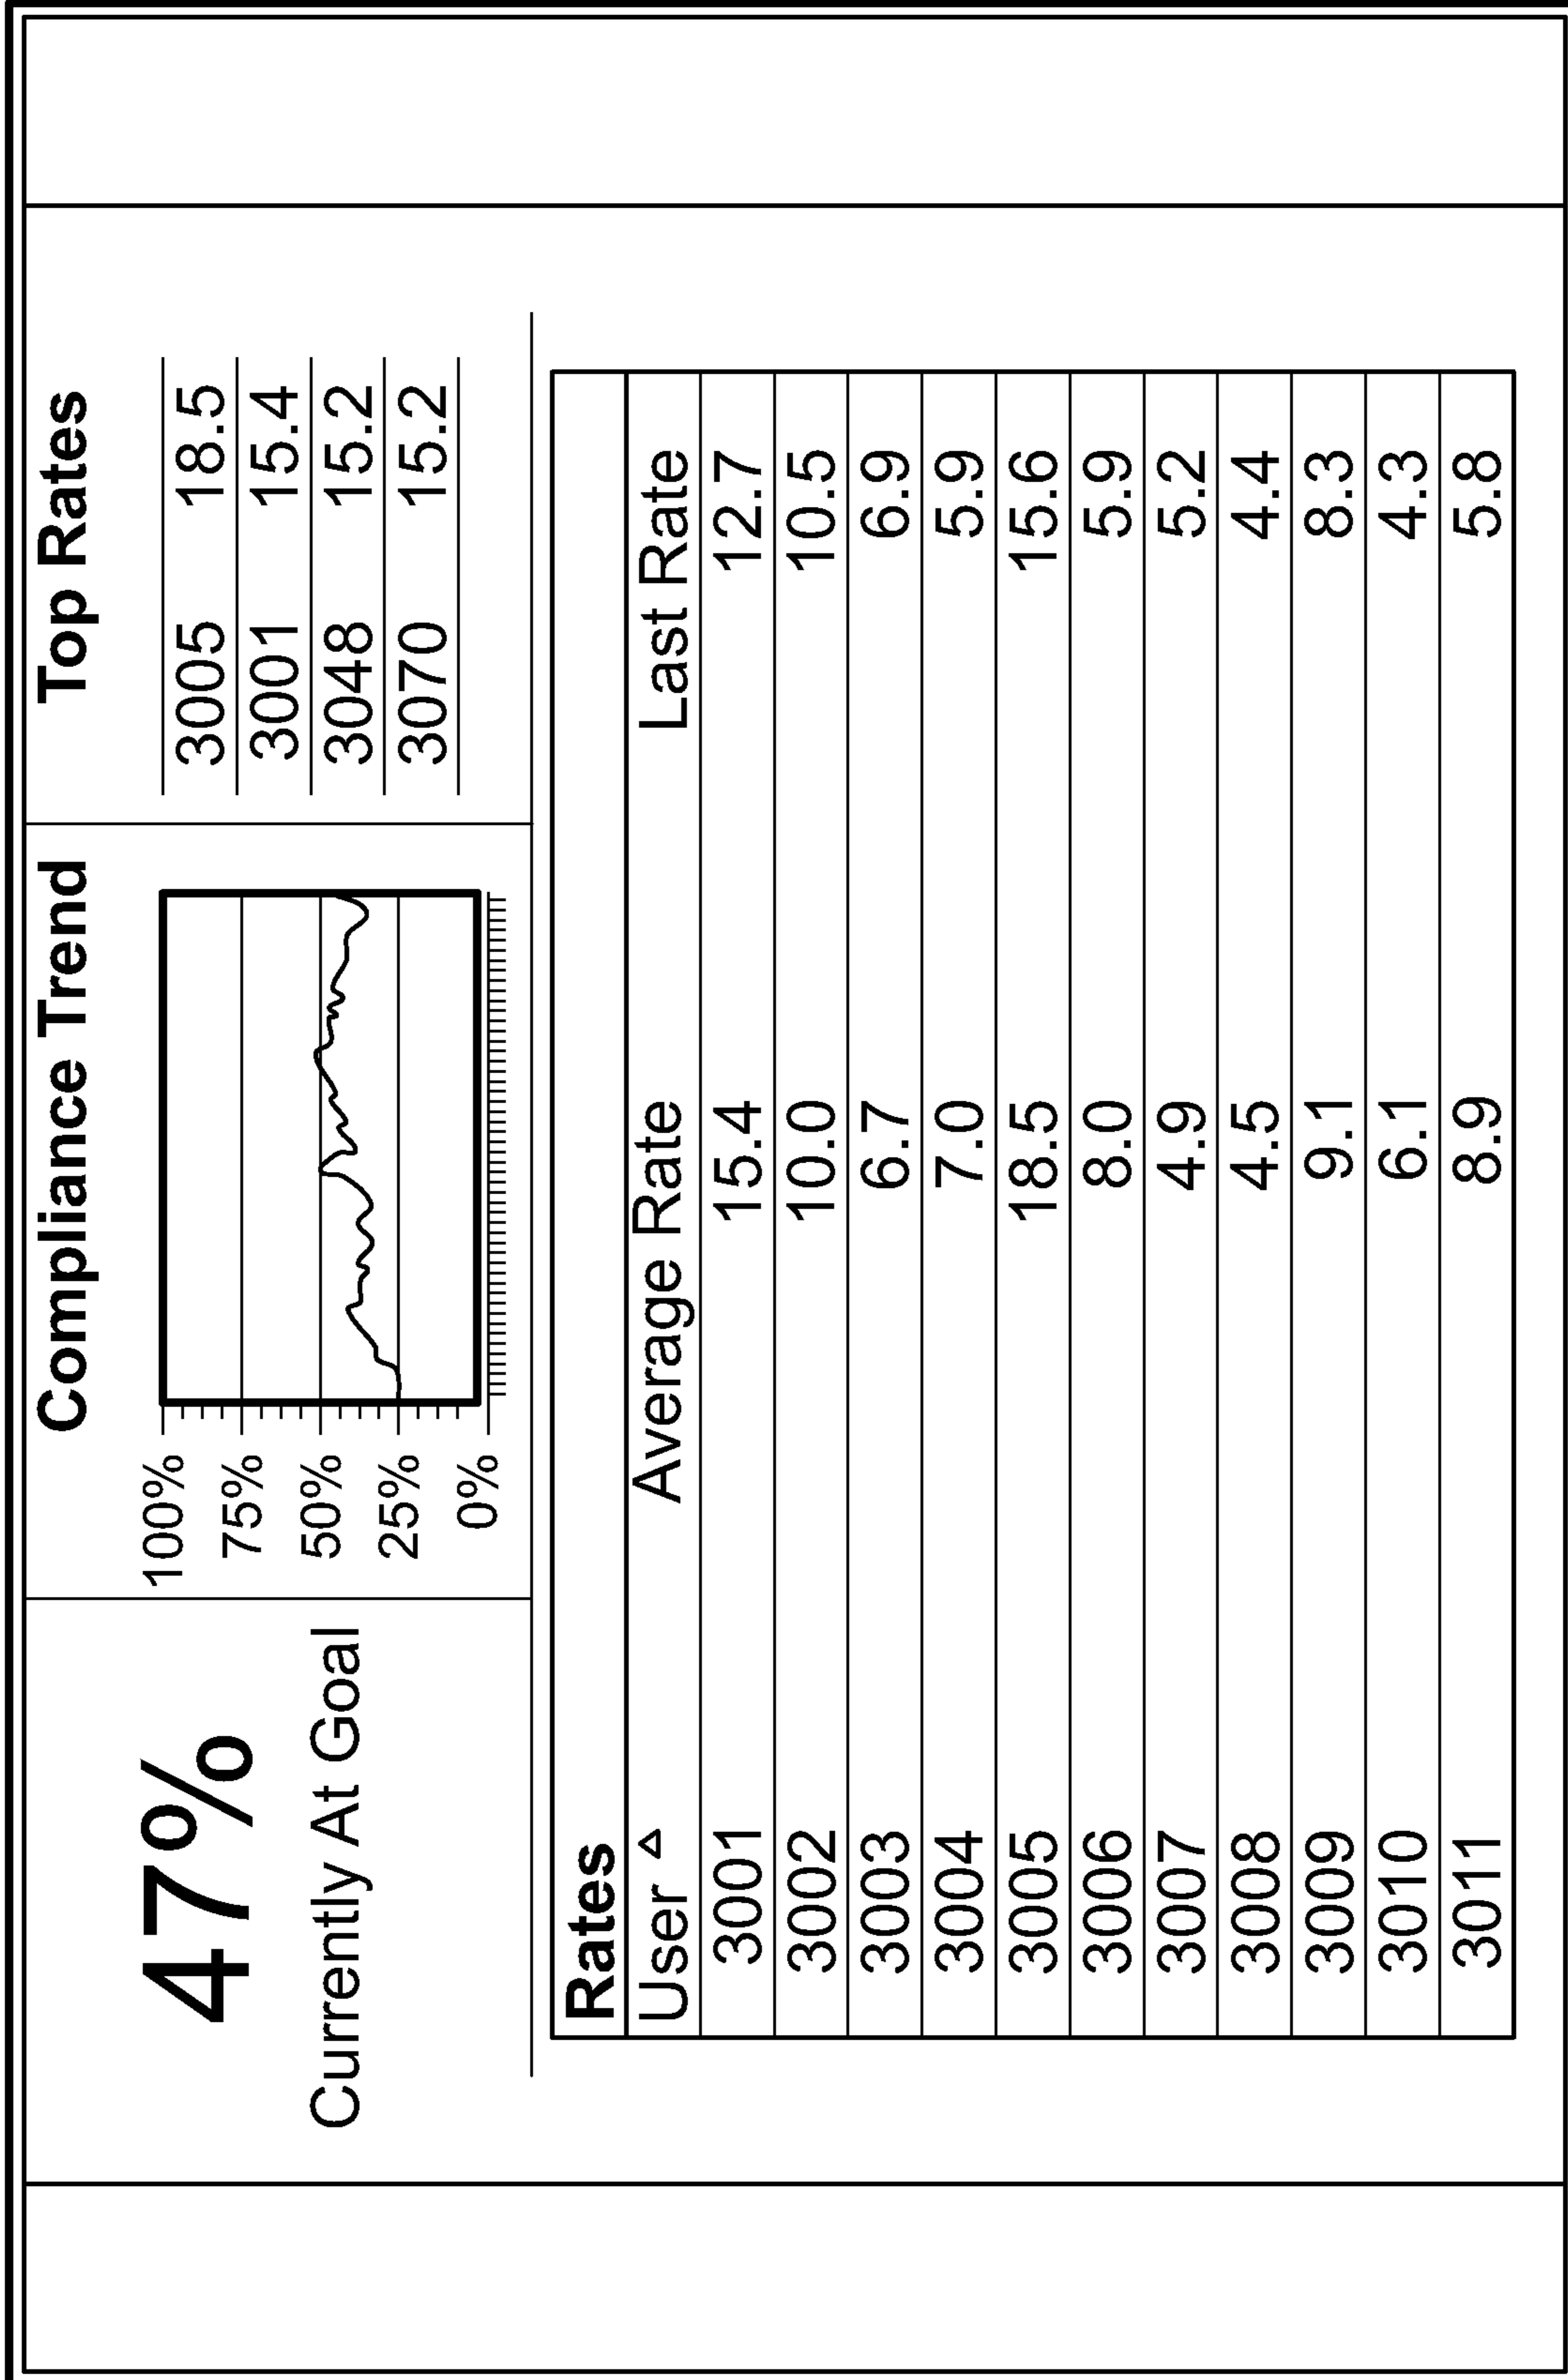 47%
Currently At Goal
Compliance Trend
100%
75%
50%
25%
0%
Top Rates
3005 18.5
3001 15.4
3048 15.2
3070 15.2
Rates
User △ Average Rate Last Rate
3001 15.4 12.7
3002 10.0 10.5
3003 6.7 6.9
3004 7.0 5.9
3005 18.5 15.6
3006 8.0 5.9
3007 4.9 5.2
3008 4.5 4.4
3009 9.1 8.3
3010 6.1 4.3
3011 8.9 5.8